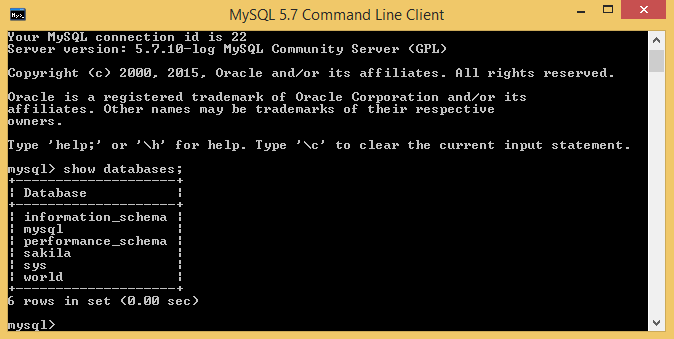 MySQL 5.7 Command Line Client
Your MySQL connection id is 22
Server version: 5.7.10-log MySQL Community Server (GPL)
Copyright (c) 2000, 2015, Oracle and/or its affiliates. All rights reserved.
Oracle is a registered trademark of Oracle Corporation and/or its
affiliates. Other names may be trademarks of their respective
owners.
Type 'help;' or '\h' for help. Type '\c' to clear the current input statement.
mysql> show databases;
+--------------------+
| Database           |
+--------------------+
| information_schema |
| mysql              |
| performance_schema |
| sakila             |
| sys                |
| world              |
+--------------------+
6 rows in set (0.00 sec)
mysql>